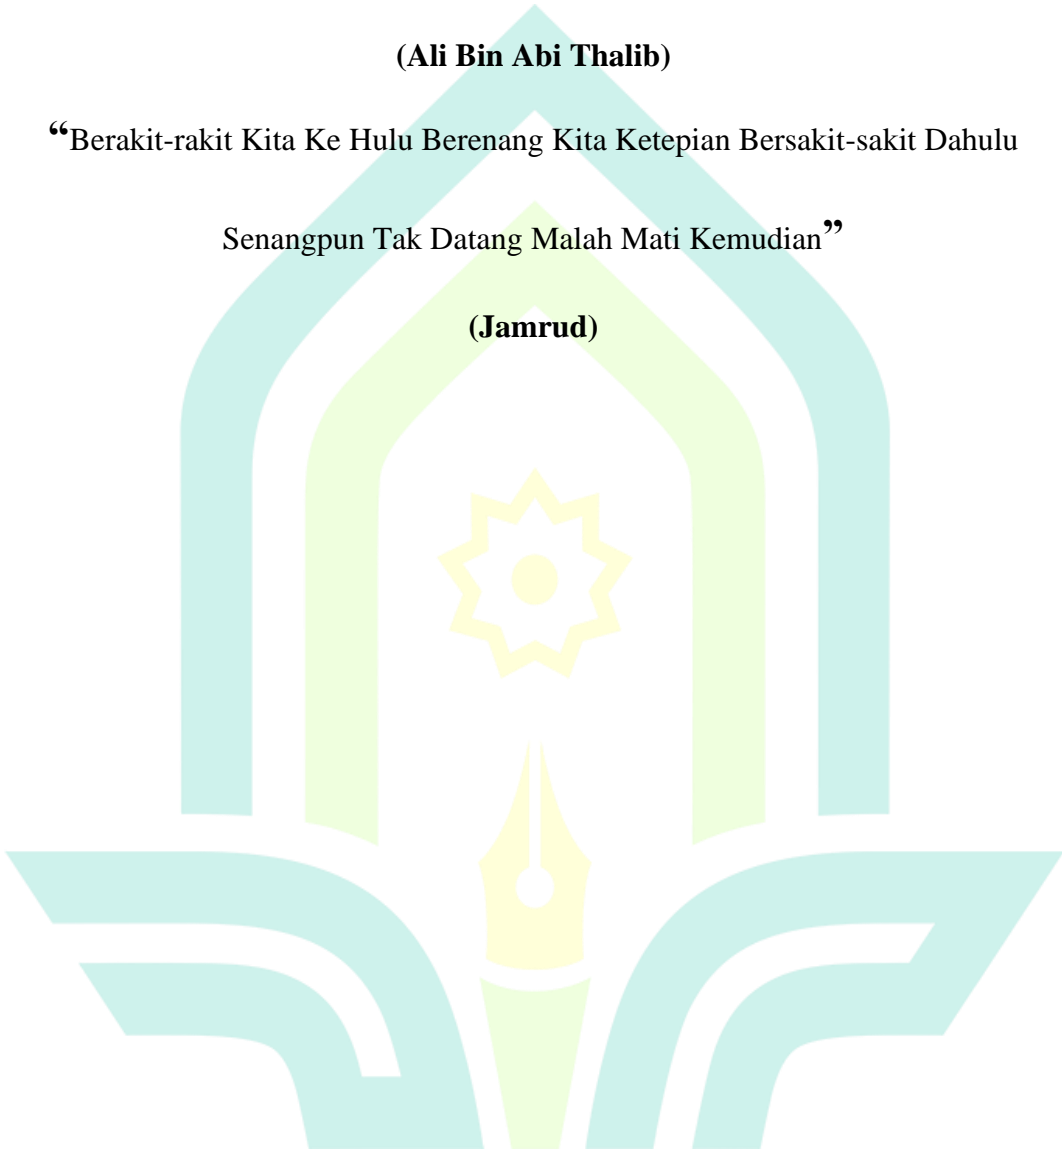 (Ali Bin Abi Thalib)
“Berakit-rakit Kita Ke Hulu Berenang Kita Ketepian Bersakit-sakit Dahulu
Senangpun Tak Datang Malah Mati Kemudian”
(Jamrud)